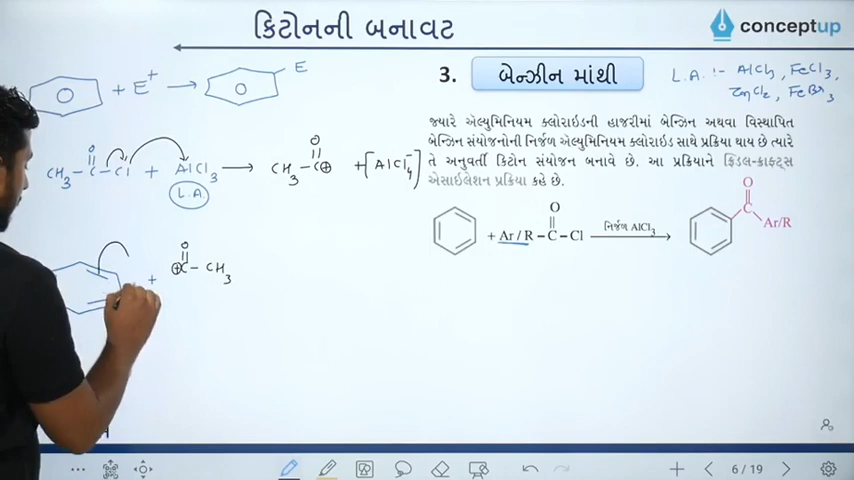 કિટોનની બનાવટ
conceptup
3. બેન્ઝીન માંથી
L.A :- AlCl3, FeCl3,
ZnCl2, FeBr3
જ્યારે એલ્યુમિનિયમ ક્લોરાઇડની હાજરીમાં બેન્ઝિન અથવા વિસ્થાપિત
બેન્ઝિન સંયોજનોની નિર્જળ એલ્યુમિનિયમ ક્લોરાઇડ સાથે પ્રક્રિયા થાય છે ત્યારે
તે અનુવર્તી કિટોન સંયોજન બનાવે છે. આ પ્રક્રિયાને ફ્રિડલ-ક્રાફ્ટ્સ
એસાઇલેશન પ્રક્રિયા કહે છે.
+ E+ → E
O
CH3 – C – Cl + AlCl3 → CH3 – C⊕ + [AlCl4]
O
L.A.
O
+ ⊕C – CH3
O
+ Ar / R – C – Cl નિર્જળ AlCl3
O
C
Ar/R
6 / 19